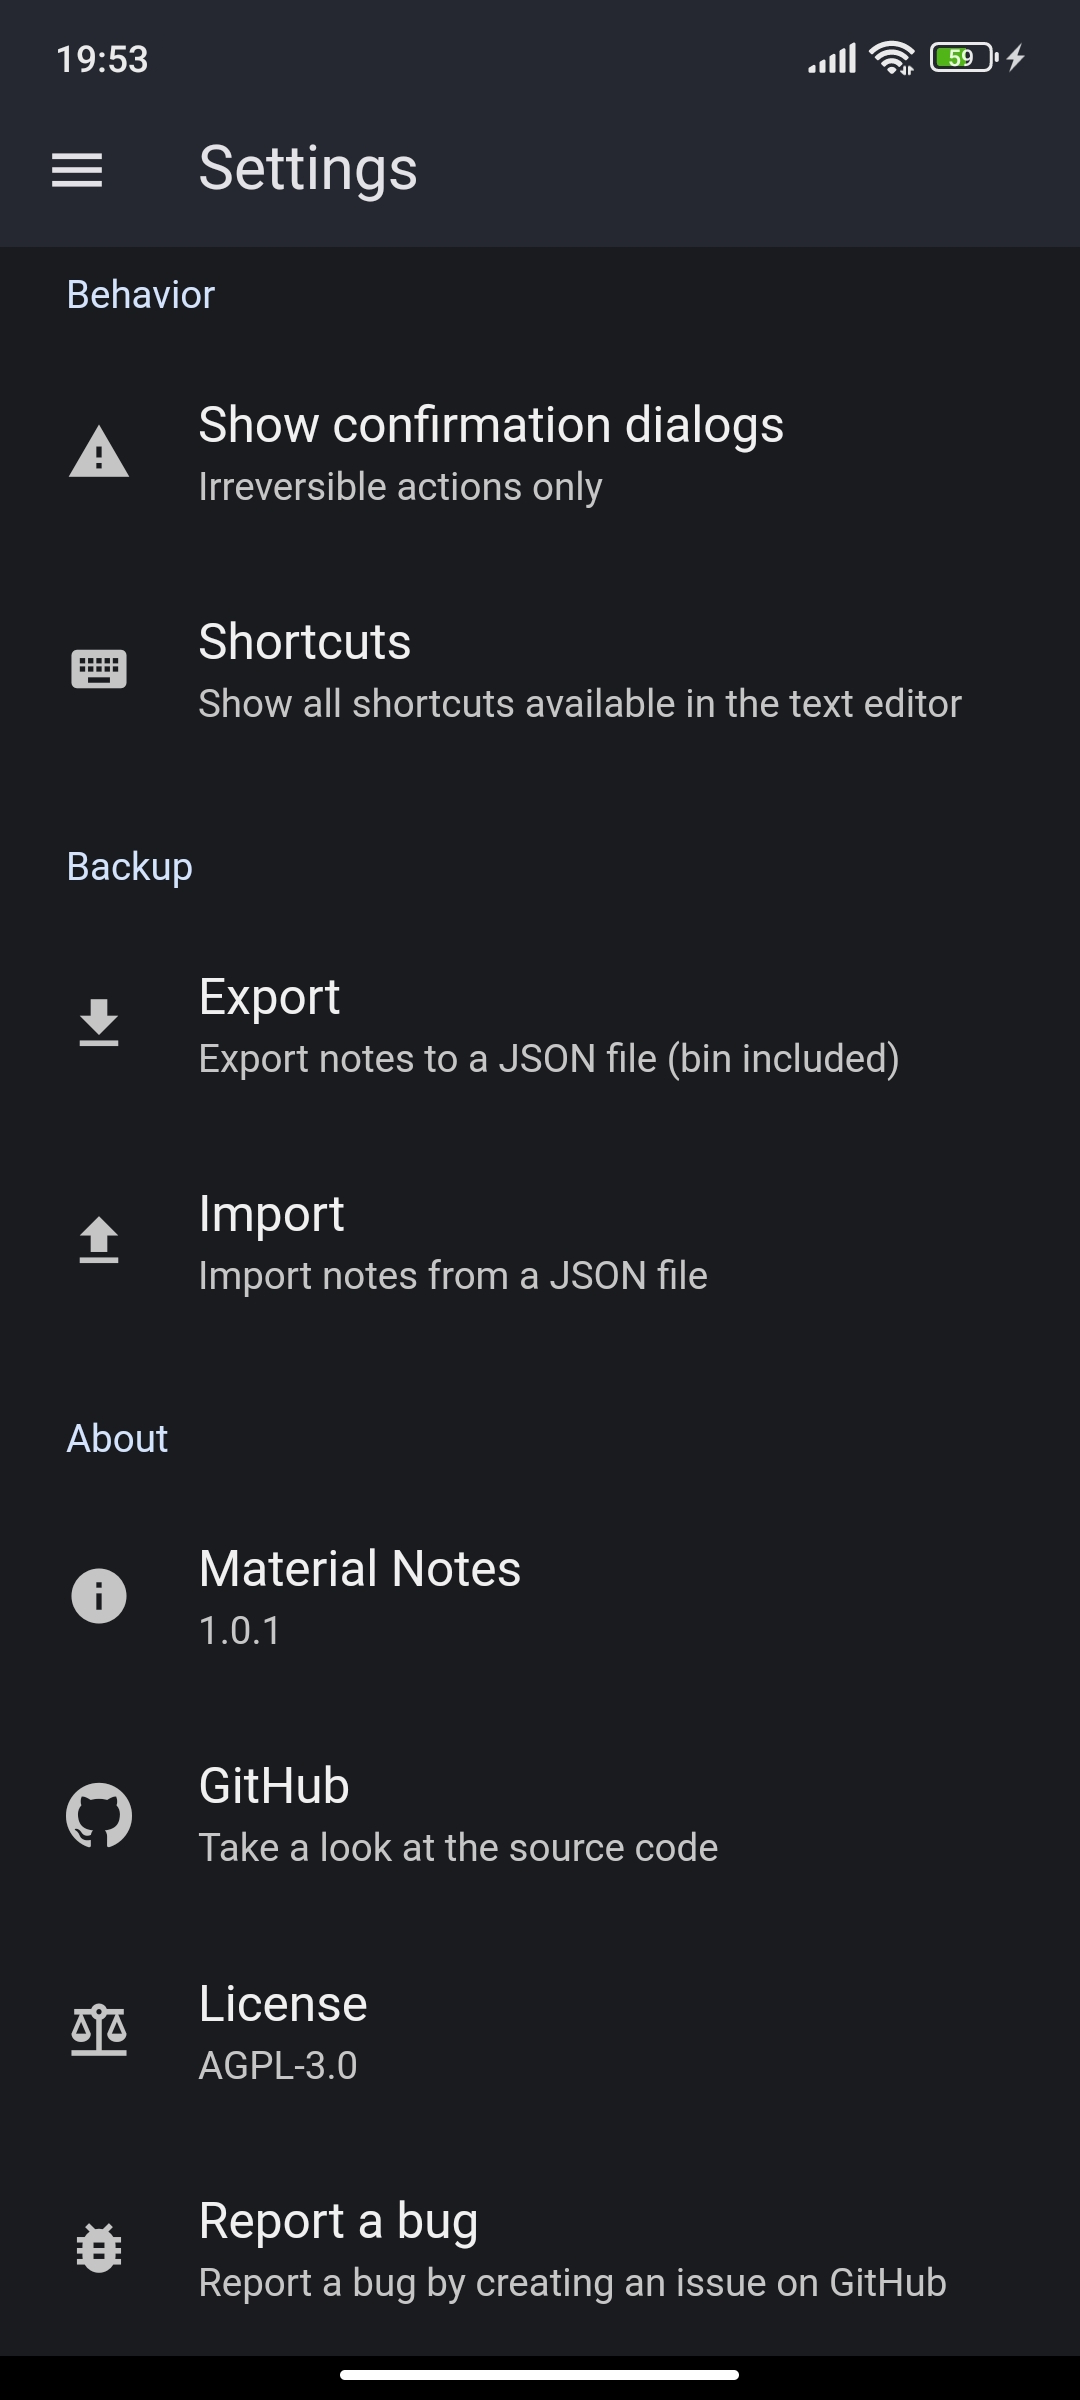 19:53
59
Settings
Behavior
Show confirmation dialogs
Irreversible actions only
Shortcuts
Show all shortcuts available in the text editor
Backup
Export
Export notes to a JSON file (bin included)
Import
Import notes from a JSON file
About
Material Notes
1.0.1
GitHub
Take a look at the source code
License
AGPL-3.0
Report a bug
Report a bug by creating an issue on GitHub